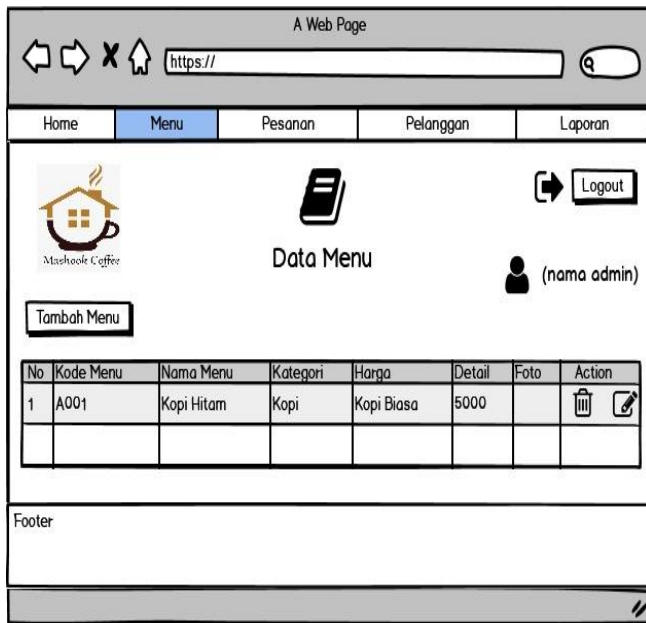 A Web Page
https://
Home Menu Pesanan Pelanggan Laporan
Mashook Coffee
Logout
Data Menu
(nama admin)
Tambah Menu
No Kode Menu Nama Menu Kategori Harga Detail Foto Action
1 A001 Kopi Hitam Kopi Kopi Biasa 5000
Footer